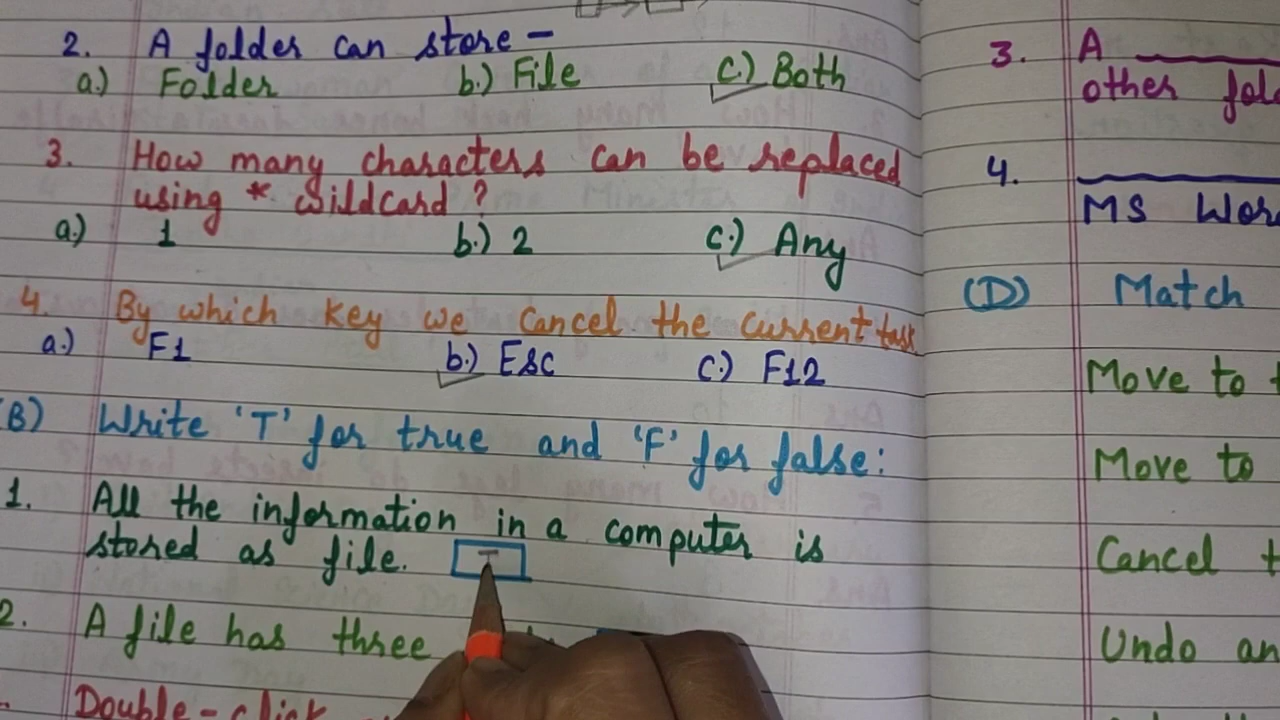 2. A folder can store -
a.) Folder b.) File c.) Both
3. How many characters can be replaced
using * wildcard ?
a.) 1 b.) 2 c.) Any
4. By which key we cancel the current task
a.) F1 b.) Esc c.) F12
(B) Write 'T' for true and 'F' for false:
1. All the information in a computer is
stored as file. T
2. A file has three
Double-click
3. A
other
4.
MS
(D) Match
Move to
Move to
Cancel
Undo